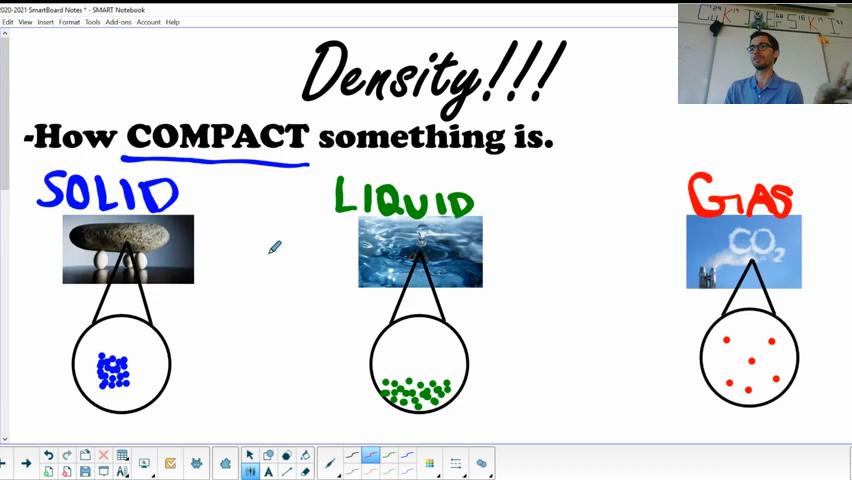 2020-2021 SmartBoard Notes * - SMART Notebook
Edit View Insert Format Tools Add-ons Account Help
Density!!!
-How COMPACT something is.
SOLID LIQUID GAS
CO2